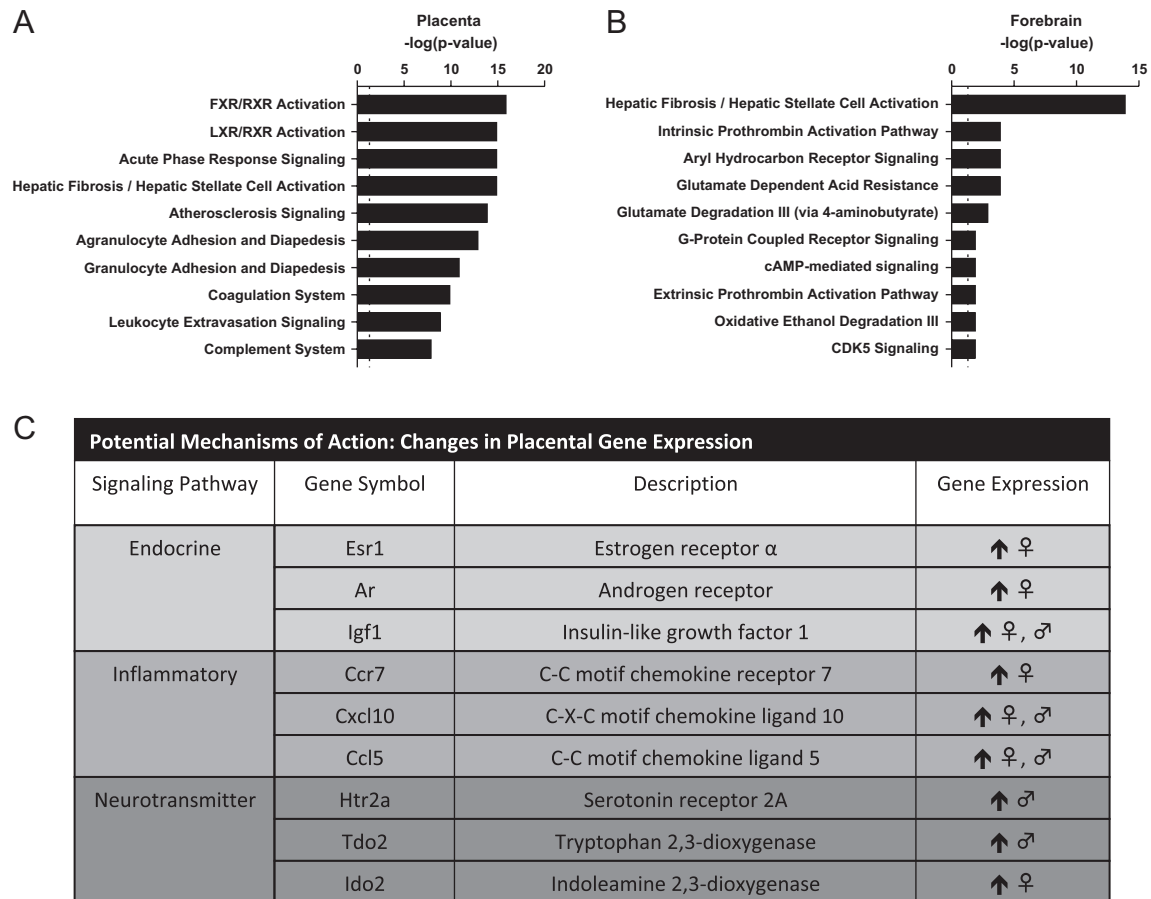 A
Placenta
-log(p-value)
0 5 10 15 20
FXR/RXR Activation
LXR/RXR Activation
Acute Phase Response Signaling
Hepatic Fibrosis / Hepatic Stellate Cell Activation
Atherosclerosis Signaling
Agranulocyte Adhesion and Diapedesis
Granulocyte Adhesion and Diapedesis
Coagulation System
Leukocyte Extravasation Signaling
Complement System
B
Forebrain
-log(p-value)
0 5 10 15
Hepatic Fibrosis / Hepatic Stellate Cell Activation
Intrinsic Prothrombin Activation Pathway
Aryl Hydrocarbon Receptor Signaling
Glutamate Dependent Acid Resistance
Glutamate Degradation III (via 4-aminobutyrate)
G-Protein Coupled Receptor Signaling
cAMP-mediated signaling
Extrinsic Prothrombin Activation Pathway
Oxidative Ethanol Degradation III
CDK5 Signaling
C
Potential Mechanisms of Action: Changes in Placental Gene Expression
Signaling Pathway Gene Symbol Description Gene Expression
Endocrine Esr1 Estrogen receptor α ↑ ♀
Ar Androgen receptor ↑ ♀
Igf1 Insulin-like growth factor 1 ↑ ♀, ♂
Inflammatory Ccr7 C-C motif chemokine receptor 7 ↑ ♀
Cxcl10 C-X-C motif chemokine ligand 10 ↑ ♀, ♂
Ccl5 C-C motif chemokine ligand 5 ↑ ♀, ♂
Neurotransmitter Htr2a Serotonin receptor 2A ↑ ♂
Tdo2 Tryptophan 2,3-dioxygenase ↑ ♂
Ido2 Indoleamine 2,3-dioxygenase ↑ ♀